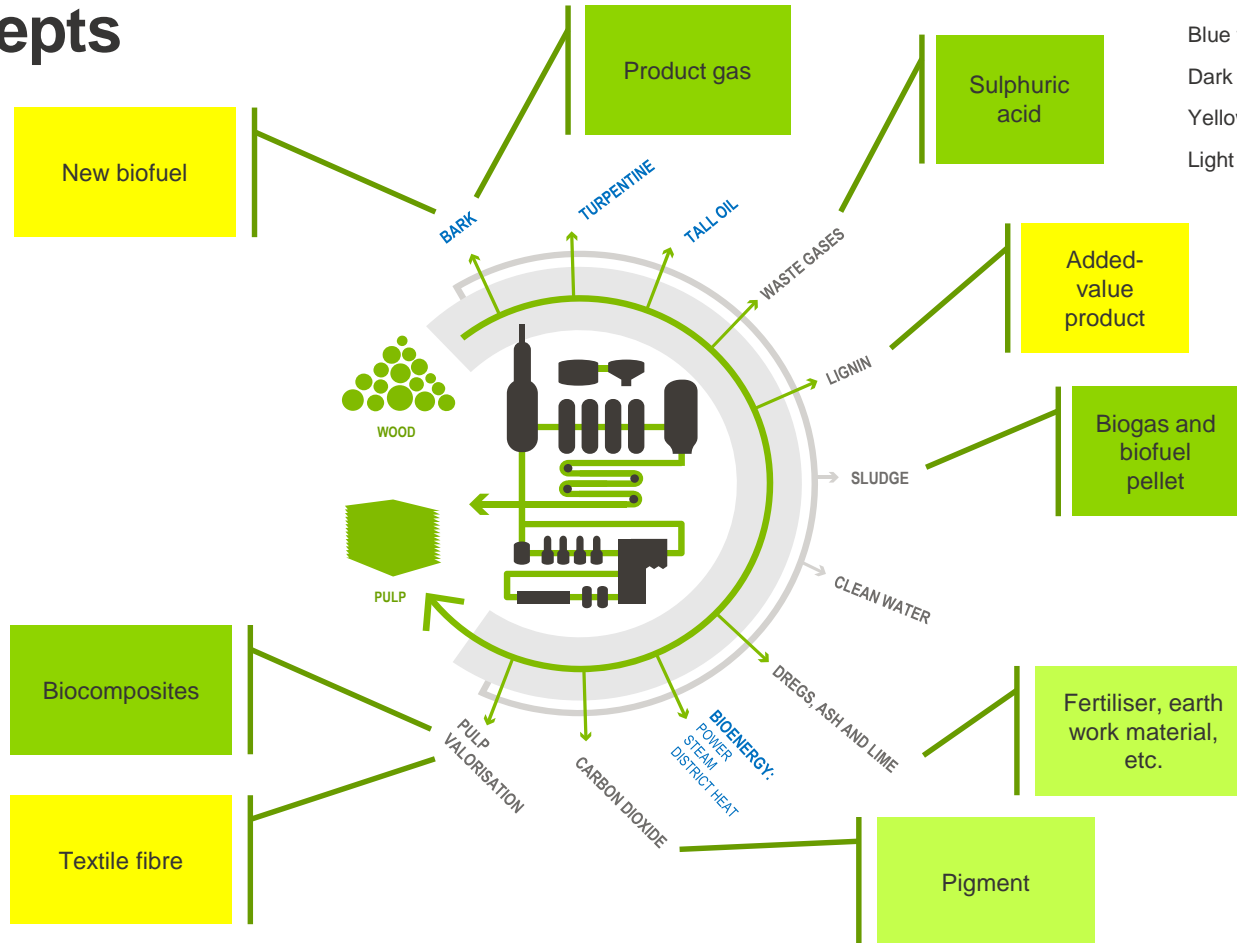 epts
Product gas
Sulphuric
acid
Blue
Dark
Yellow
Light
New biofuel
BARK
TURPENTINE
TALL OIL
WASTE GASES
Added-
value
product
LIGNIN
WOOD
Biogas and
biofuel
pellet
SLUDGE
PULP
CLEAN WATER
Biocomposites
DREGS, ASH AND LIME
Fertiliser, earth
work material,
etc.
BIOENERGY:
POWER
STEAM
DISTRICT HEAT
CARBON DIOXIDE
PULP
VALORISATION
Textile fibre
Pigment